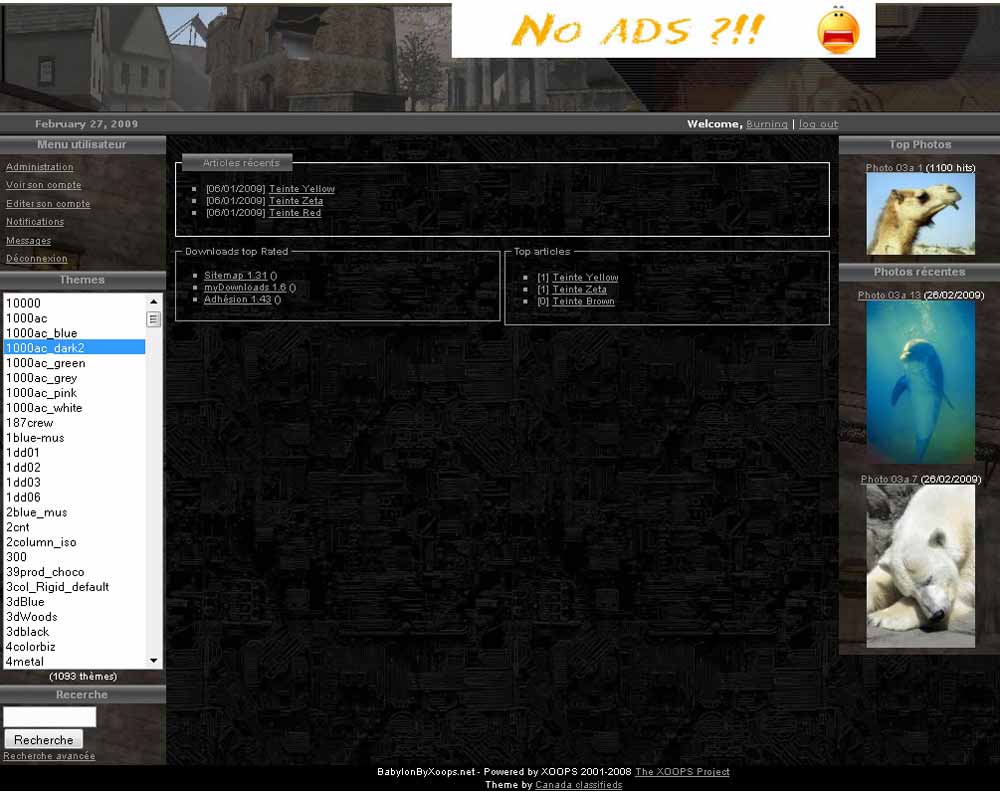 No ads ?!!
February 27, 2009
Welcome, Burning | log out
Menu utilisateur
Administration
Voir son compte
Editer son compte
Notifications
Messages
Déconnexion
Themes
10000
1000ac
1000ac_blue
1000ac_dark2
1000ac_green
1000ac_grey
1000ac_pink
1000ac_white
187crew
1blue-mus
1dd01
1dd02
1dd03
1dd06
2blue_mus
2cnt
2column_iso
300
39prod_choco
3col_Rigid_default
3dBlue
3dWoods
3dblack
4colorbiz
4metal
(1093 thèmes)
Recerche
Recherche
Recherche avancée
Articles récents
[06/01/2009] Teinte Yellow
[06/01/2009] Teinte Zeta
[06/01/2009] Teinte Red
Downloads top Rated
Sitemap 1.31 ()
myDownloads 1.6 ()
Adhésion 1.43 ()
Top articles
[1] Teinte Yellow
[1] Teinte Zeta
[0] Teinte Brown
Top Photos
Photo 03a 1 (1100 hits)
Photos récentes
Photo 03a 13 (26/02/2009)
Photo 03a 7 (26/02/2009)
BabylonByXoops.net - Powered by XOOPS 2001-2008 The XOOPS Project
Theme by Canada classifieds